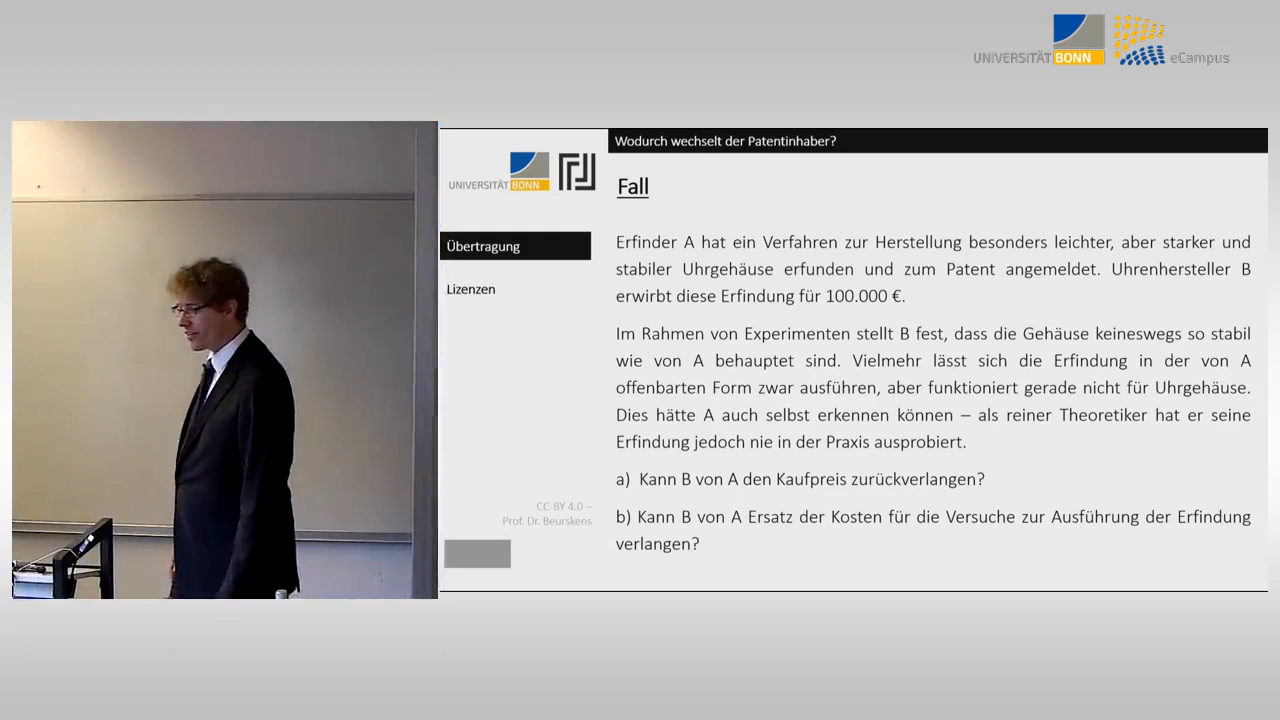 UNIVERSITÄT BONN eCampus
Wodurch wechselt der Patentinhaber?
UNIVERSITÄT BONN
Übertragung
Lizenzen
CC-BY 4.0 –
Prof. Dr. Beurskens
Fall
Erfinder A hat ein Verfahren zur Herstellung besonders leichter, aber starker und
stabiler Uhrgehäuse erfunden und zum Patent angemeldet. Uhrenhersteller B
erwirbt diese Erfindung für 100.000 €.
Im Rahmen von Experimenten stellt B fest, dass die Gehäuse keineswegs so stabil
wie von A behauptet sind. Vielmehr lässt sich die Erfindung in der von A
offenbarten Form zwar ausführen, aber funktioniert gerade nicht für Uhrgehäuse.
Dies hätte A auch selbst erkennen können – als reiner Theoretiker hat er seine
Erfindung jedoch nie in der Praxis ausprobiert.
a) Kann B von A den Kaufpreis zurückverlangen?
b) Kann B von A Ersatz der Kosten für die Versuche zur Ausführung der Erfindung
verlangen?